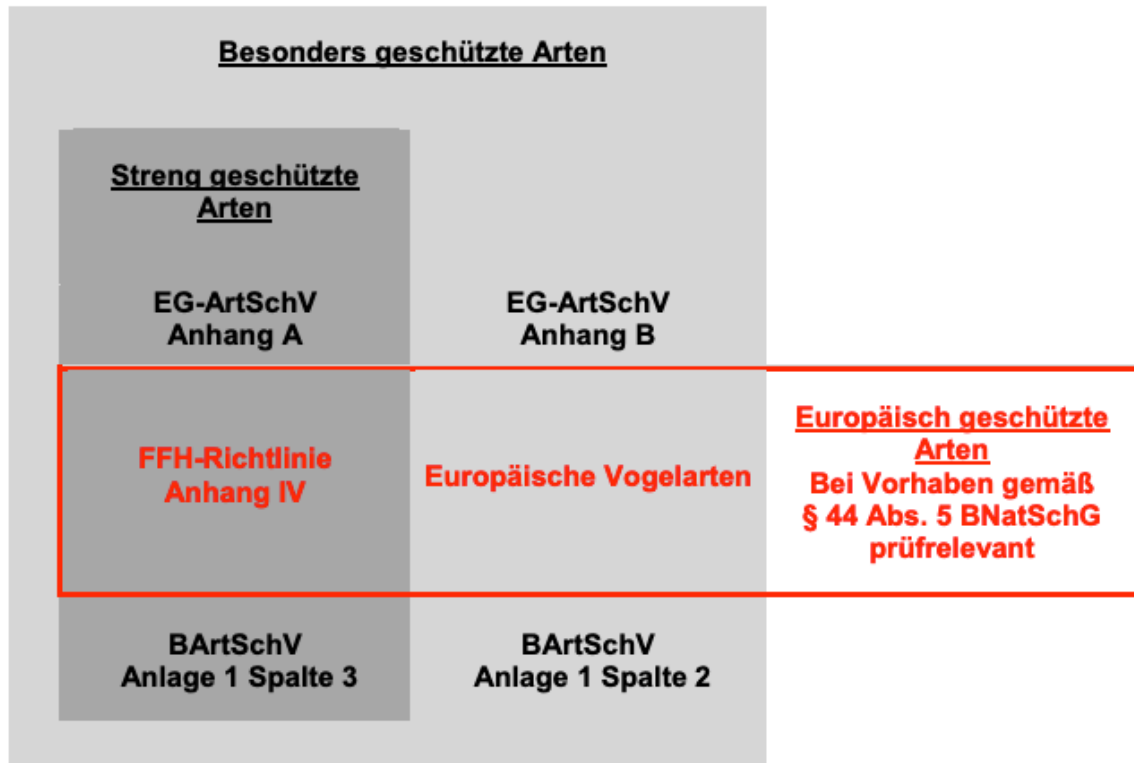 Besonders geschützte Arten
Streng geschützte
Arten
EG-ArtSchV
Anhang A
EG-ArtSchV
Anhang B
FFH-Richtlinie
Anhang IV
Europäische Vogelarten
Europäisch geschützte
Arten
Bei Vorhaben gemäß
§ 44 Abs. 5 BNatSchG
prüfrelevant
BArtSchV
Anlage 1 Spalte 3
BArtSchV
Anlage 1 Spalte 2